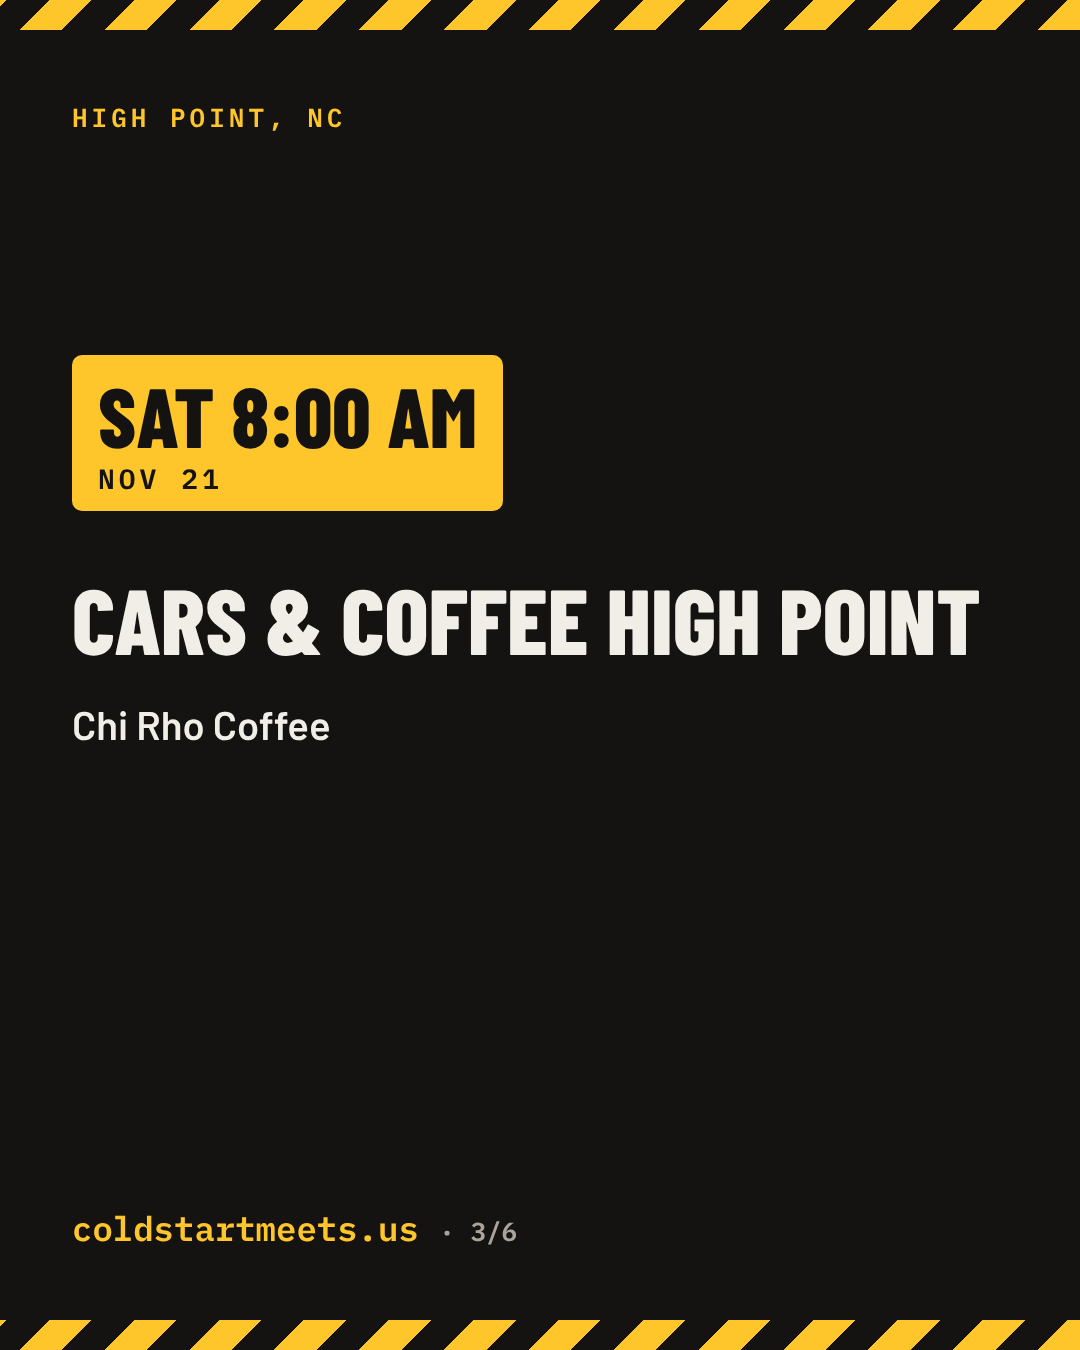 HIGH POINT, NC
SAT 8:00 AM
NOV 21
CARS & COFFEE HIGH POINT
Chi Rho Coffee
coldstartmeets.us · 3/6